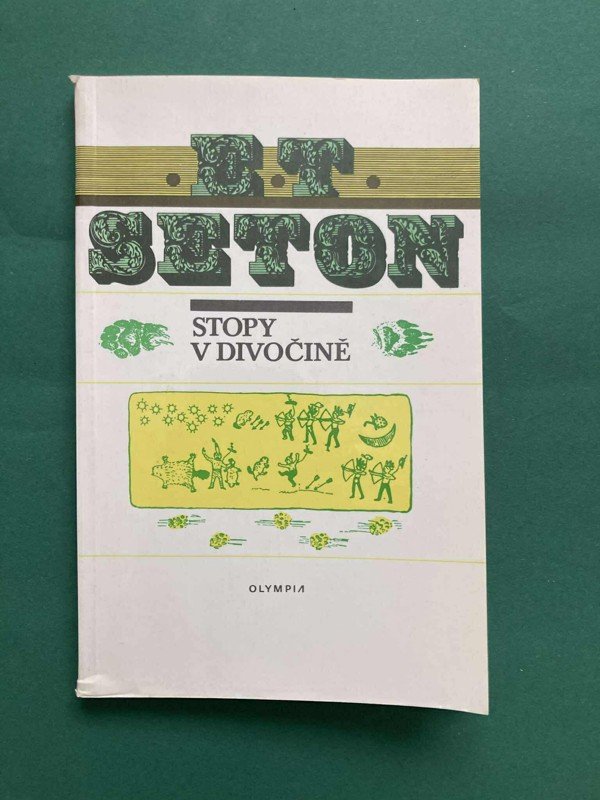 .E.T.
SETON
STOPY
V DIVOČINĚ
OLYMPIA